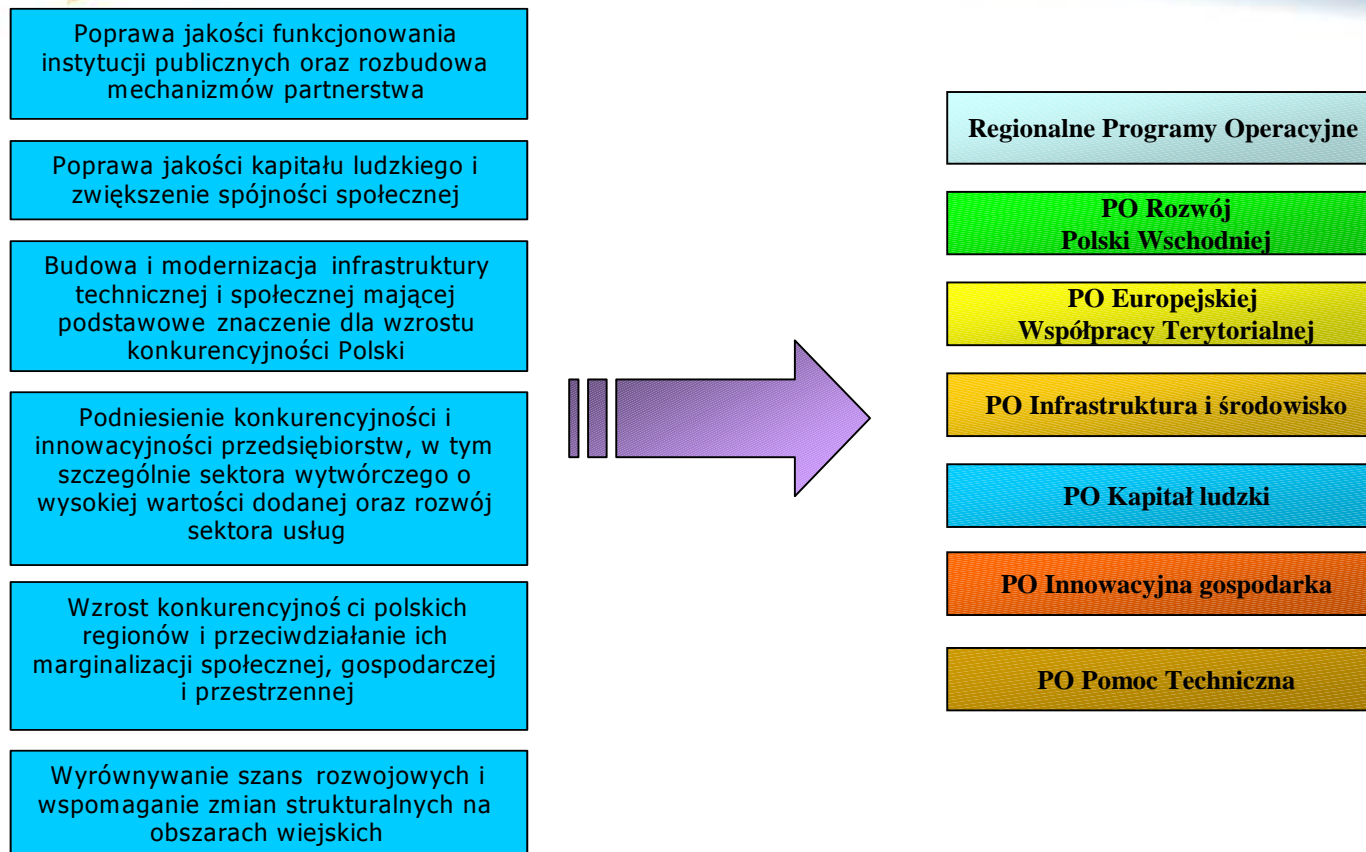 Poprawa jakości funkcjonowania
instytucji publicznych oraz rozbudowa
mechanizmów partnerstwa
Poprawa jakości kapitału ludzkiego i
zwiększenie spójności społecznej
Budowa i modernizacja infrastruktury
technicznej i społecznej mającej
podstawowe znaczenie dla wzrostu
konkurencyjności Polski
Podniesienie konkurencyjności i
innowacyjności przedsiębiorstw, w tym
szczególnie sektora wytwórczego o
wysokiej wartości dodanej oraz rozwój
sektora usług
Wzrost konkurencyjnoś ci polskich
regionów i przeciwdziałanie ich
marginalizacji społecznej, gospodarczej
i przestrzennej
Wyrównywanie szans rozwojowych i
wspomaganie zmian strukturalnych na
obszarach wiejskich
Regionalne Programy Operacyjne
PO Rozwój
Polski Wschodniej
PO Europejskiej
Współpracy Terytorialnej
PO Infrastruktura i środowisko
PO Kapitał ludzki
PO Innowacyjna gospodarka
PO Pomoc Techniczna